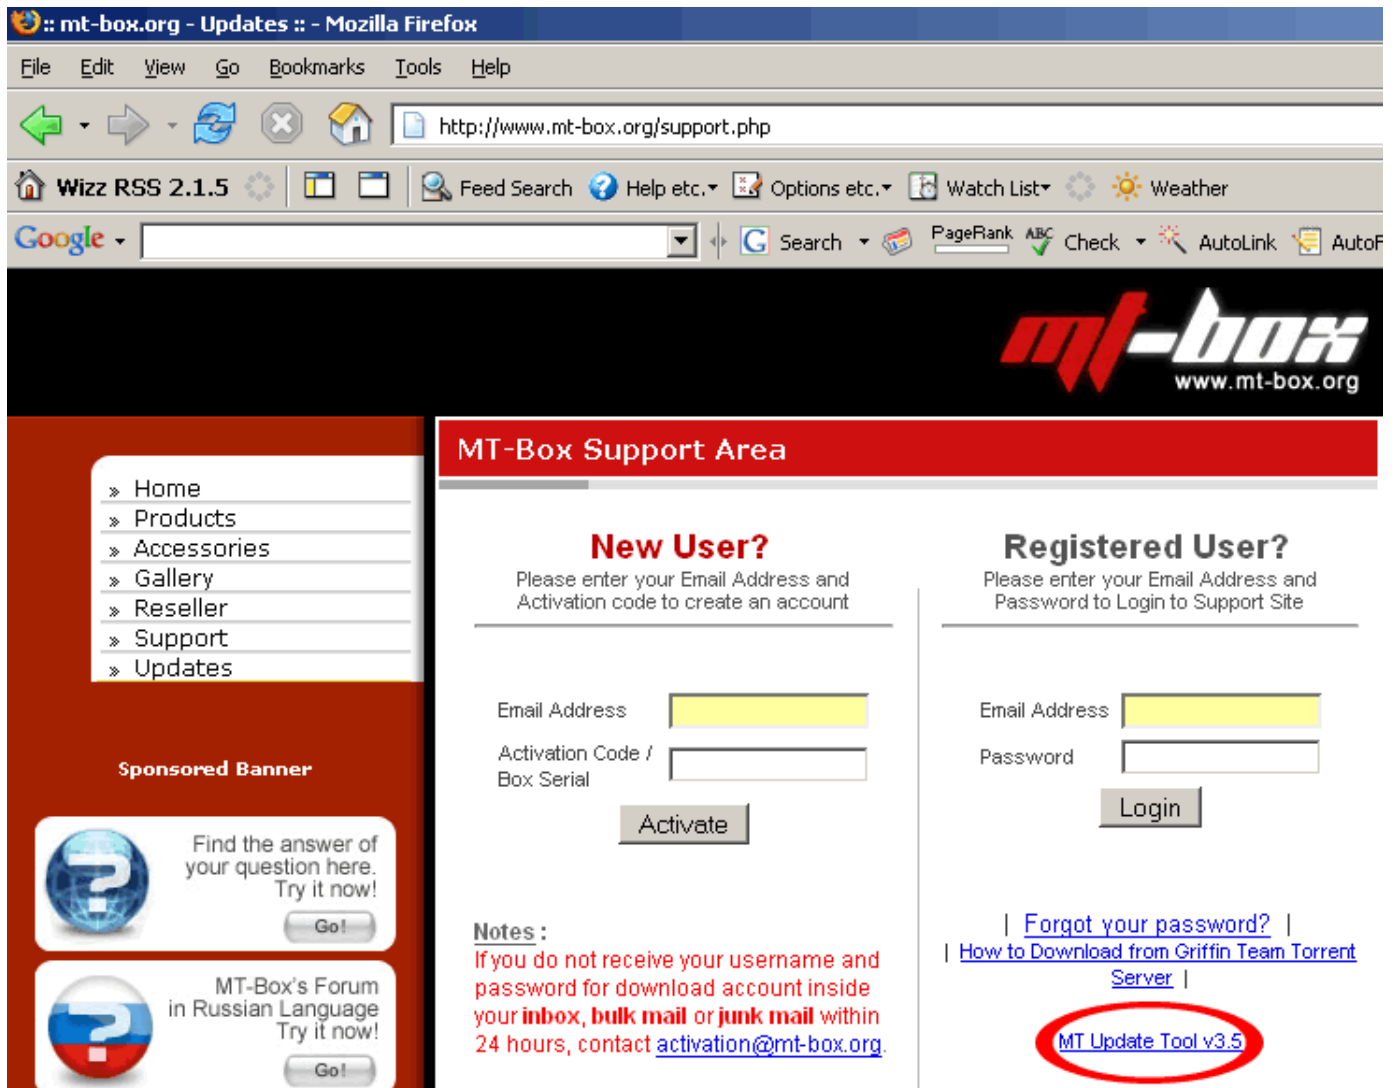 :: mt-box.org - Updates :: - Mozilla Firefox
File Edit View Go Bookmarks Tools Help
http://www.mt-box.org/support.php
Wizz RSS 2.1.5 Feed Search Help etc. Options etc. Watch List Weather
Google Search PageRank ABC Check AutoLink AutoF
mt-box
www.mt-box.org
MT-Box Support Area
» Home
» Products
» Accessories
» Gallery
» Reseller
» Support
» Updates
Sponsored Banner
Find the answer of
your question here.
Try it now!
Go!
MT-Box's Forum
in Russian Language
Try it now!
Go!
New User?
Please enter your Email Address and
Activation code to create an account
Email Address
Activation Code /
Box Serial
Activate
Notes :
If you do not receive your username and
password for download account inside
your inbox, bulk mail or junk mail within
24 hours, contact activation@mt-box.org.
Registered User?
Please enter your Email Address and
Password to Login to Support Site
Email Address
Password
Login
| Forgot your password? |
| How to Download from Griffin Team Torrent
Server |
MT Update Tool v3.5